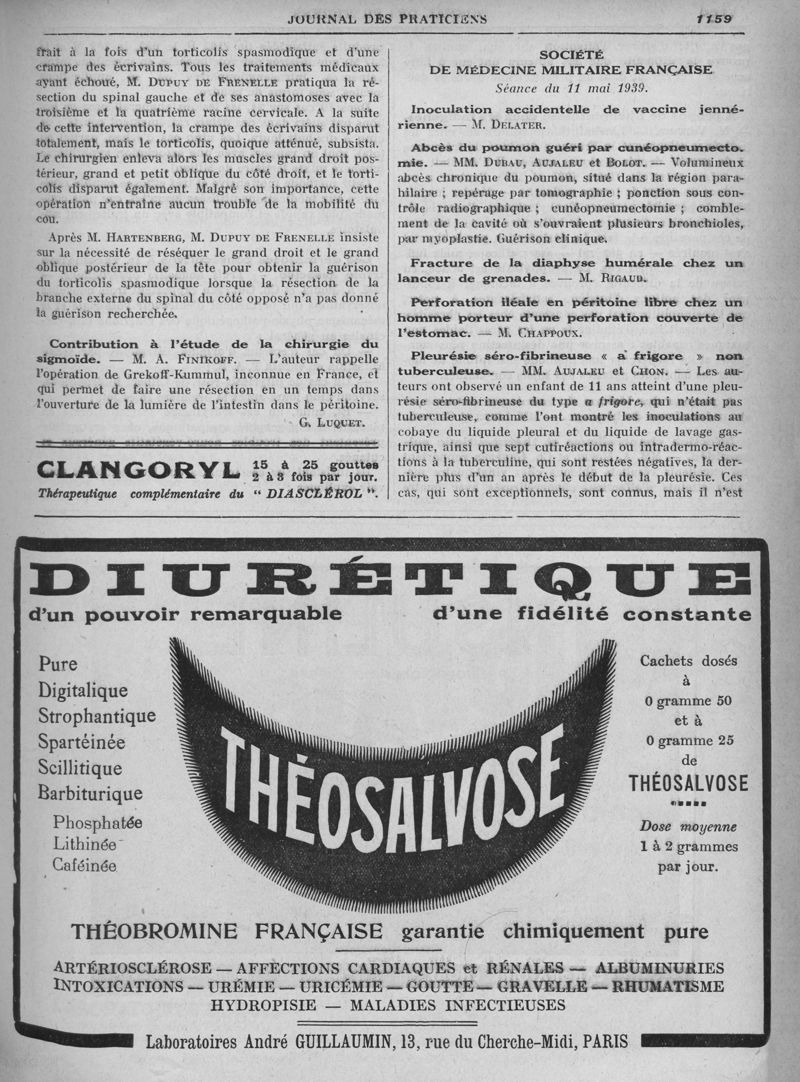 JOURNAL DES PRATICIENS
1159
frait à la fois d'un torticolis spasmodique et d'une
crampe des écrivains. Tous les traitements médicaux
ayant échoué, M. DUPUY DE FRENELLE pratiqua la ré-
section du spinal gauche et de ses anastomoses avec la
troisième et la quatrième racine cervicale. A la suite
de cette intervention, la crampe des écrivains disparut
totalement, mais le torticolis, quoique atténué, subsista.
Le chirurgien enleva alors les muscles grand droit pos-
térieur, grand et petit oblique du côté droit, et le torti-
colis disparut également. Malgré son importance, cette
opération n'entraîne aucun trouble de la mobilité du
cou.
Après M. HARTENBERG, M. DUPUY DE FRENELLE insiste
sur la nécessité de réséquer le grand droit et le grand
oblique postérieur de la tête pour obtenir la guérison
du torticolis spasmodique lorsque la résection de la
branche externe du spinal du côté opposé n'a pas donné
la guérison recherchée.
Contribution à l'étude de la chirurgie du
sigmoïde. — M. A. FINIKOFF. — L'auteur rappelle
l'opération de Grekoff-Kummul, inconnue en France, et
qui permet de faire une résection en un temps dans
l'ouverture de la lumière de l'intestin dans le péritoine.
G. LUQUET.
CLANGORYL 15 à 25 gouttes
2 à 3 fois par jour.
Thérapeutique complémentaire du “ DIASCLÉROL ”.
SOCIÉTÉ
DE MÉDECINE MILITAIRE FRANÇAISE
Séance du 11 mai 1939.
Inoculation accidentelle de vaccine jenné-
rienne. — M. DELATER.
Abcès du poumon guéri par cunéopneumecto-
mie. — MM. DUBAU, AUJALEU et BOLOT. — Volumineux
abcès chronique du poumon, situé dans la région para-
hilaire ; repérage par tomographie ; ponction sous con-
trôle radiographique ; cunéopneumectomie ; comble-
ment de la cavité où s'ouvraient plusieurs bronchioles,
par myoplastie. Guérison clinique.
Fracture de la diaphyse humérale chez un
lanceur de grenades. — M. RIGAUD.
Perforation iléale en péritoine libre chez un
homme porteur d'une perforation couverte de
l'estomac. — M. CHAPPOUX.
Pleurésie séro-fibrineuse « a frigore » non
tuberculeuse. — MM. AUJALEU et CHON. — Les au-
teurs ont observé un enfant de 11 ans atteint d'une pleu-
résie séro-fibrineuse du type a frigore, qui n'était pas
tuberculeuse, comme l'ont montré les inoculations au
cobaye du liquide pleural et du liquide de lavage gas-
trique, ainsi que sept cutiréactions ou intradermo-réac-
tions à la tuberculine, qui sont restées négatives, la der-
nière plus d'un an après le début de la pleurésie. Ces
cas, qui sont exceptionnels, sont connus, mais il n'est
DIURÉTIQUE
d'un pouvoir remarquable d'une fidélité constante
Pure
Digitalique
Strophantique
Spartéinée
Scillitique
Barbiturique
Phosphatée
Lithinée
Caféinée
THÉOSALVOSE
Cachets dosés
à
0 gramme 50
et à
0 gramme 25
de
THÉOSALVOSE
Dose moyenne
1 à 2 grammes
par jour.
THÉOBROMINE FRANÇAISE garantie chimiquement pure
ARTÉRIOSCLÉROSE — AFFECTIONS CARDIAQUES et RÉNALES — ALBUMINURIES
INTOXICATIONS — URÉMIE — URICÉMIE — GOUTTE — GRAVELLE — RHUMATISME
HYDROPISIE — MALADIES INFECTIEUSES
Laboratoires André GUILLAUMIN, 13, rue du Cherche-Midi, PARIS